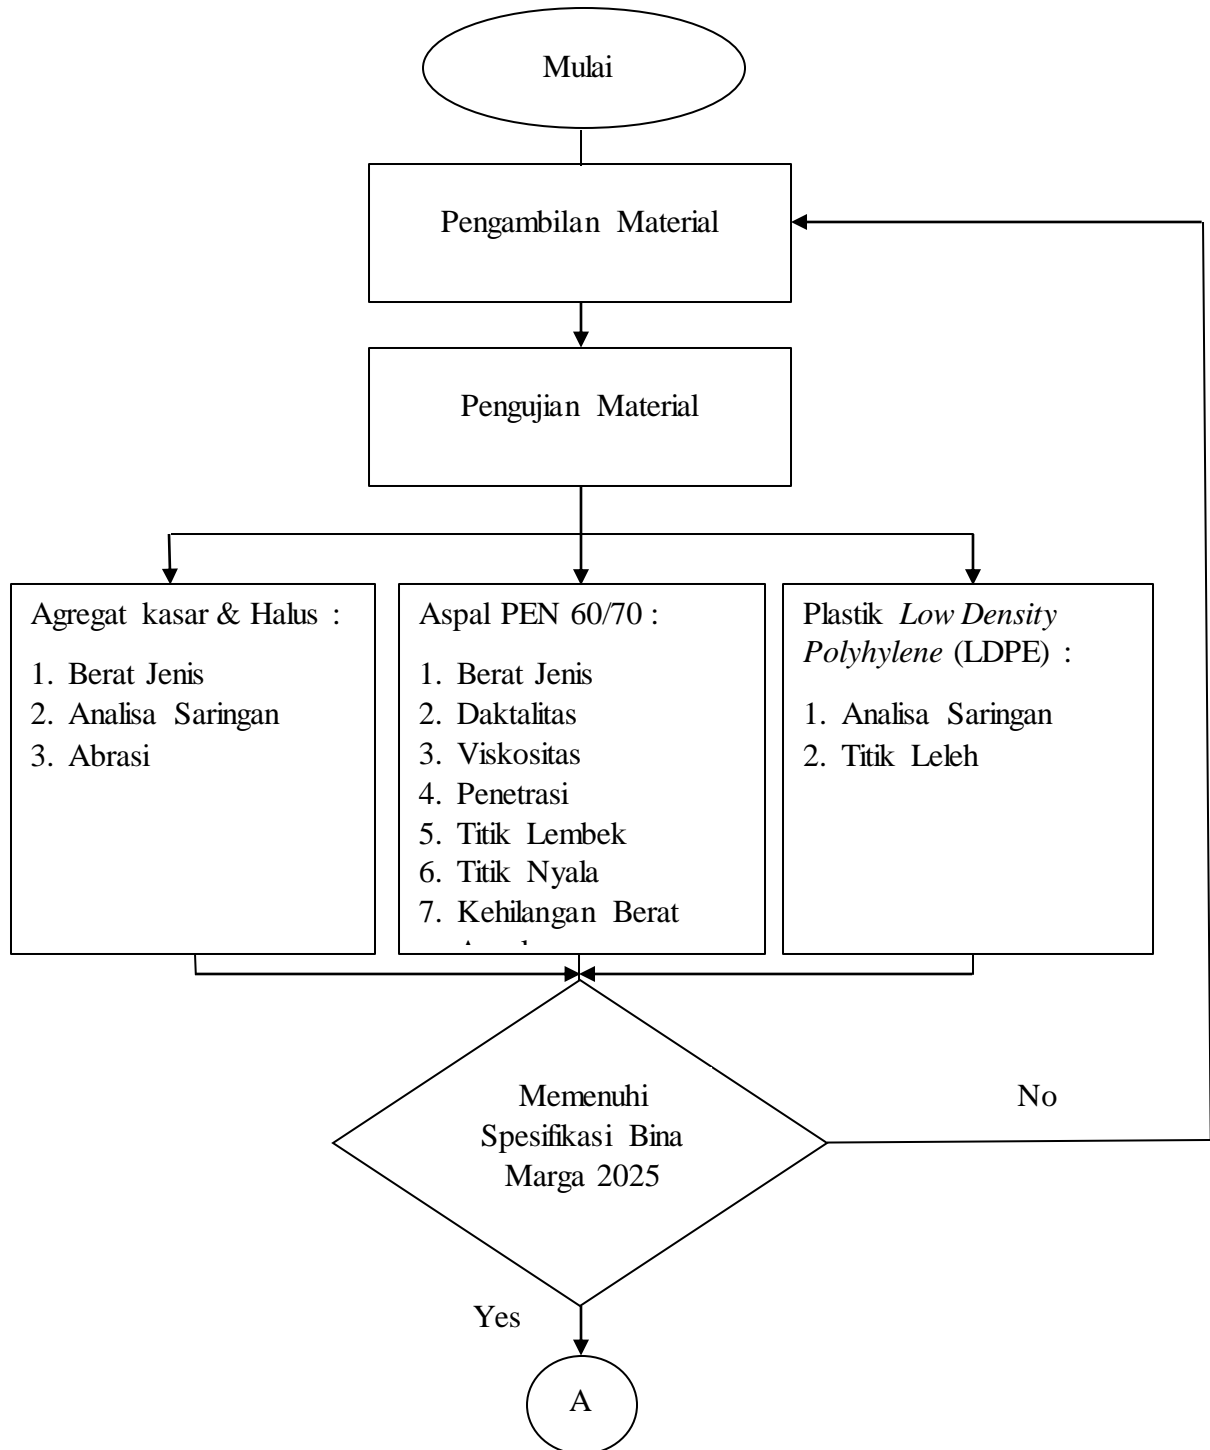 Mulai
Pengambilan Material
Pengujian Material
Agregat kasar & Halus :
1. Berat Jenis
2. Analisa Saringan
3. Abrasi
Aspal PEN 60/70 :
1. Berat Jenis
2. Daktalitas
3. Viskositas
4. Penetrasi
5. Titik Lembek
6. Titik Nyala
7. Kehilangan Berat
Plastik Low Density
Polyhylene (LDPE) :
1. Analisa Saringan
2. Titik Leleh
Memenuhi
Spesifikasi Bina
Marga 2025
No
Yes
A